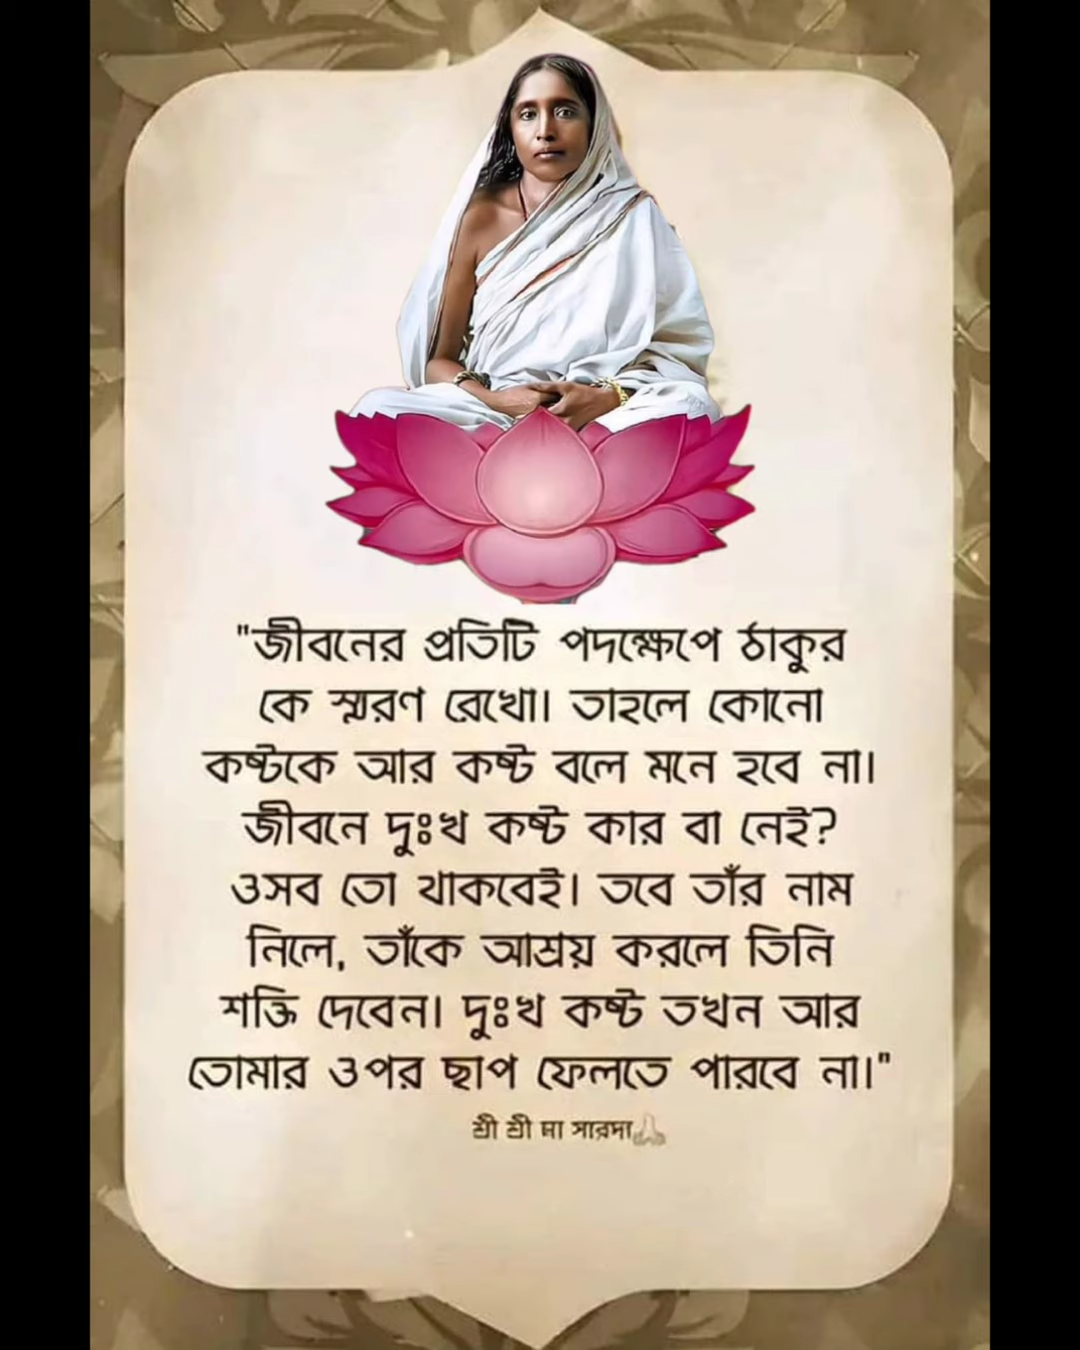 "জীবনের প্রতিটি পদক্ষেপে ঠাকুর
কে স্মরণ রেখো। তাহলে কোনো
কষ্টকে আর কষ্ট বলে মনে হবে না।
জীবনে দুঃখ কষ্ট কার বা নেই?
ওসব তো থাকবেই। তবে তাঁর নাম
নিলে, তাঁকে আশ্রয় করলে তিনি
শক্তি দেবেন। দুঃখ কষ্ট তখন আর
তোমার ওপর ছাপ ফেলতে পারবে না।"
শ্রী শ্রী মা সারদা🙏